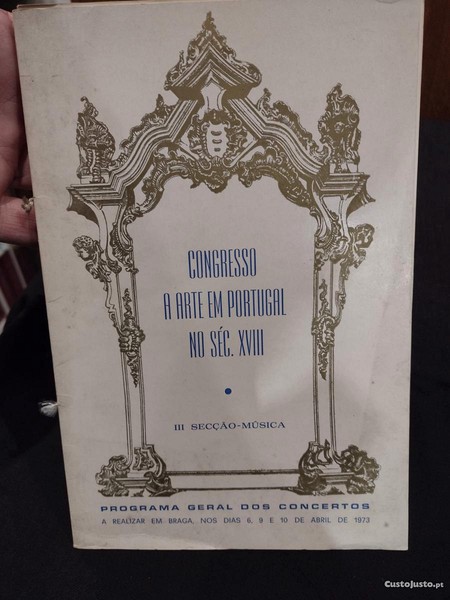 CONGRESSO
A ARTE EM PORTUGAL
NO SÉC. XVIII
•
III SECÇÃO-MÚSICA
PROGRAMA GERAL DOS CONCERTOS
A REALIZAR EM BRAGA, NOS DIAS 6, 9 E 10 DE ABRIL DE 1973
CustoJusto.pt